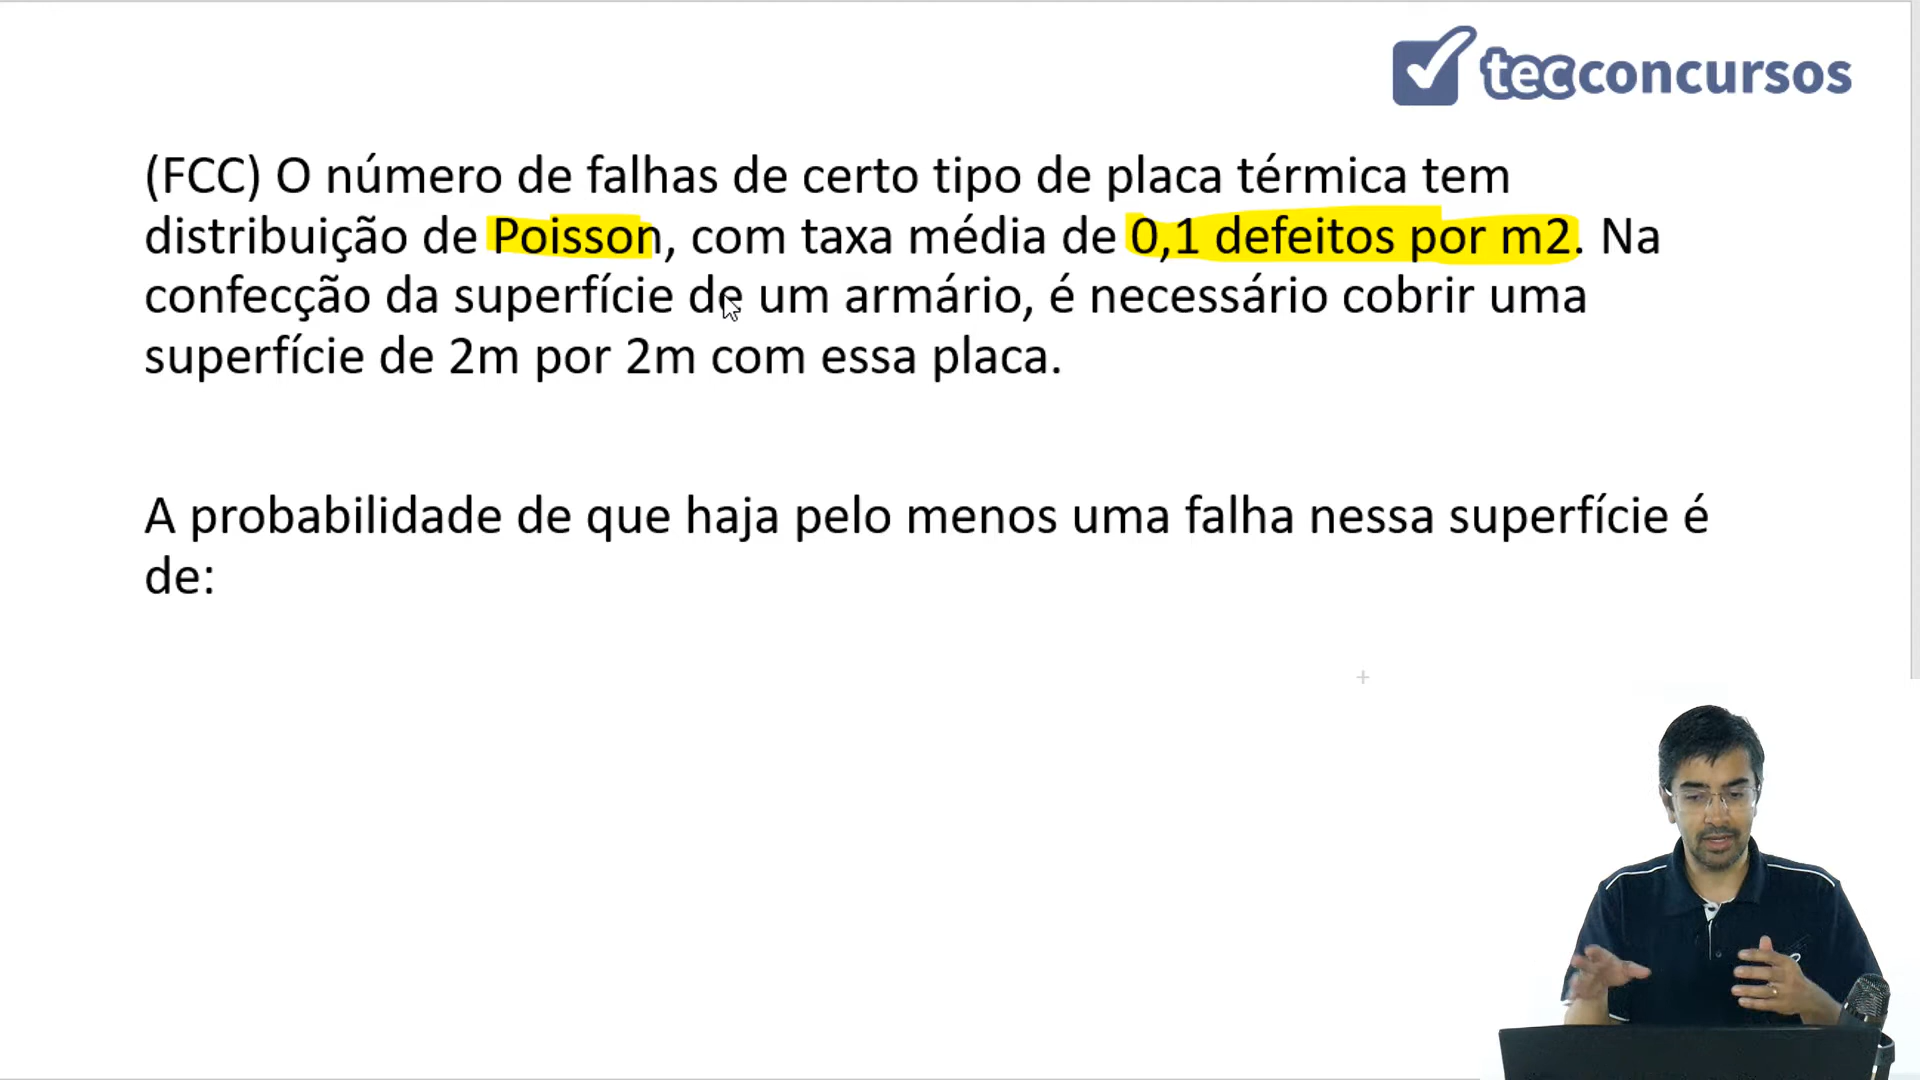 tecconcursos
(FCC) O número de falhas de certo tipo de placa térmica tem
distribuição de Poisson, com taxa média de 0,1 defeitos por m2. Na
confecção da superfície de um armário, é necessário cobrir uma
superfície de 2m por 2m com essa placa.
A probabilidade de que haja pelo menos uma falha nessa superfície é
de: